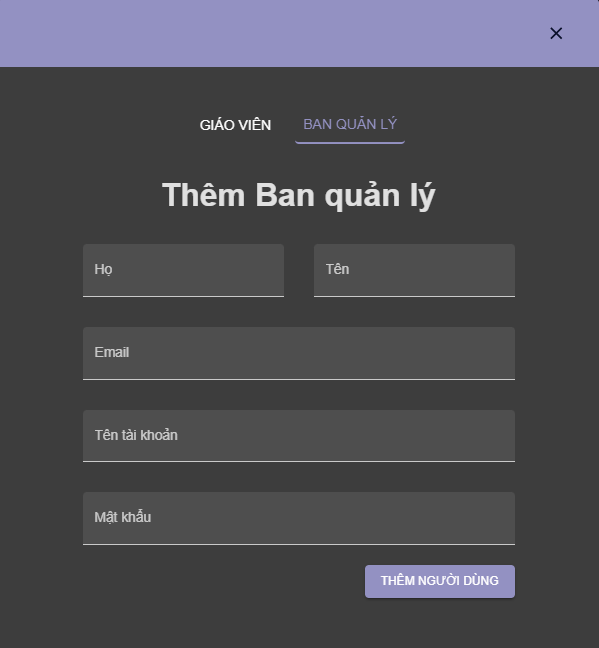 GIÁO VIÊN BAN QUẢN LÝ
Thêm Ban quản lý
Họ Tên
Email
Tên tài khoản
Mật khẩu
THÊM NGƯỜI DÙNG